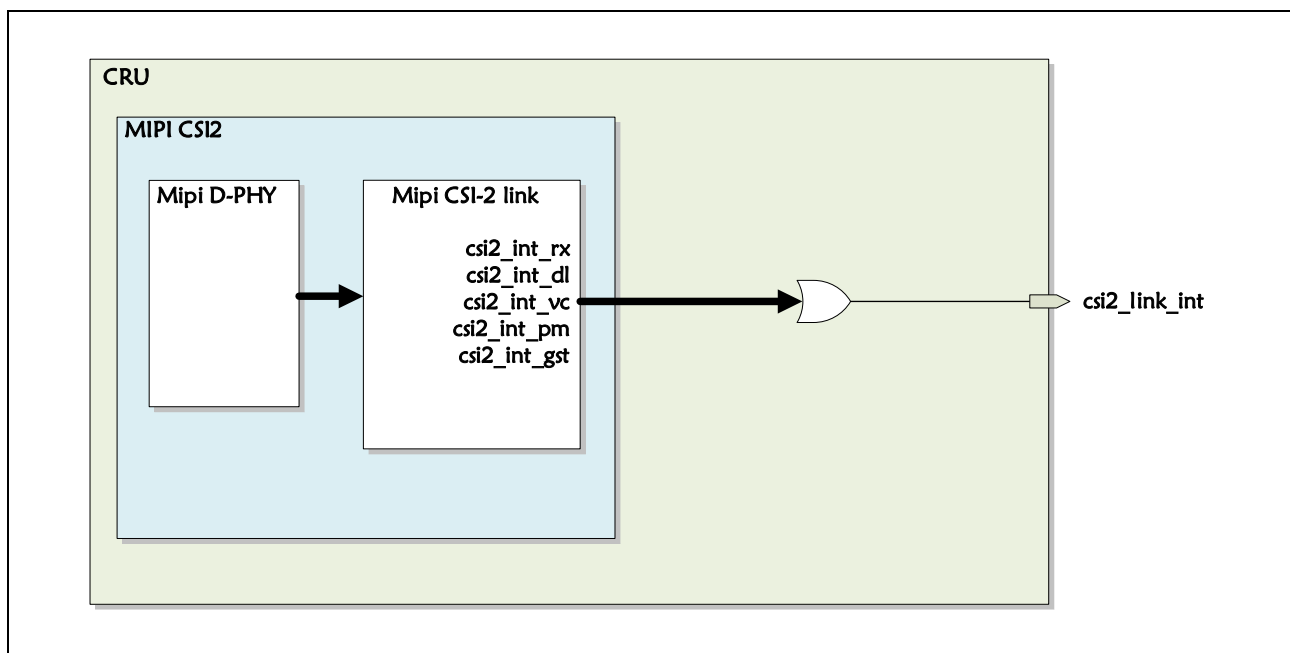 CRU
MIPI CSI2
Mipi D-PHY
Mipi CSI-2 link
csi2_int_rx
csi2_int_dl
csi2_int_vc
csi2_int_pm
csi2_int_gst
csi2_link_int